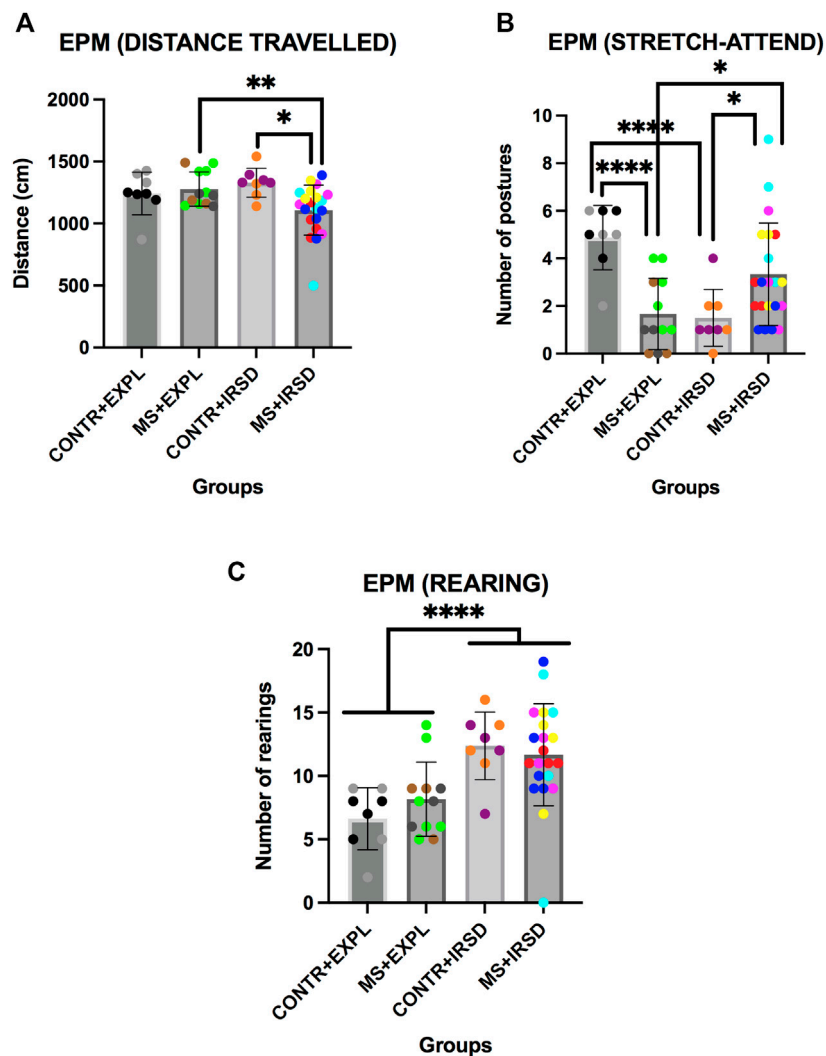 A
EPM (DISTANCE TRAVELLED)
**
*
2000
1500
1000
500
0
Distance (cm)
CONTR+EXPL
MS+EXPL
CONTR+IRSD
MS+IRSD
Groups
B
EPM (STRETCH-ATTEND)
*
****
*
****
10
8
6
4
2
0
Number of postures
CONTR+EXPL
MS+EXPL
CONTR+IRSD
MS+IRSD
Groups
C
EPM (REARING)
****
20
15
10
5
0
Number of rearings
CONTR+EXPL
MS+EXPL
CONTR+IRSD
MS+IRSD
Groups